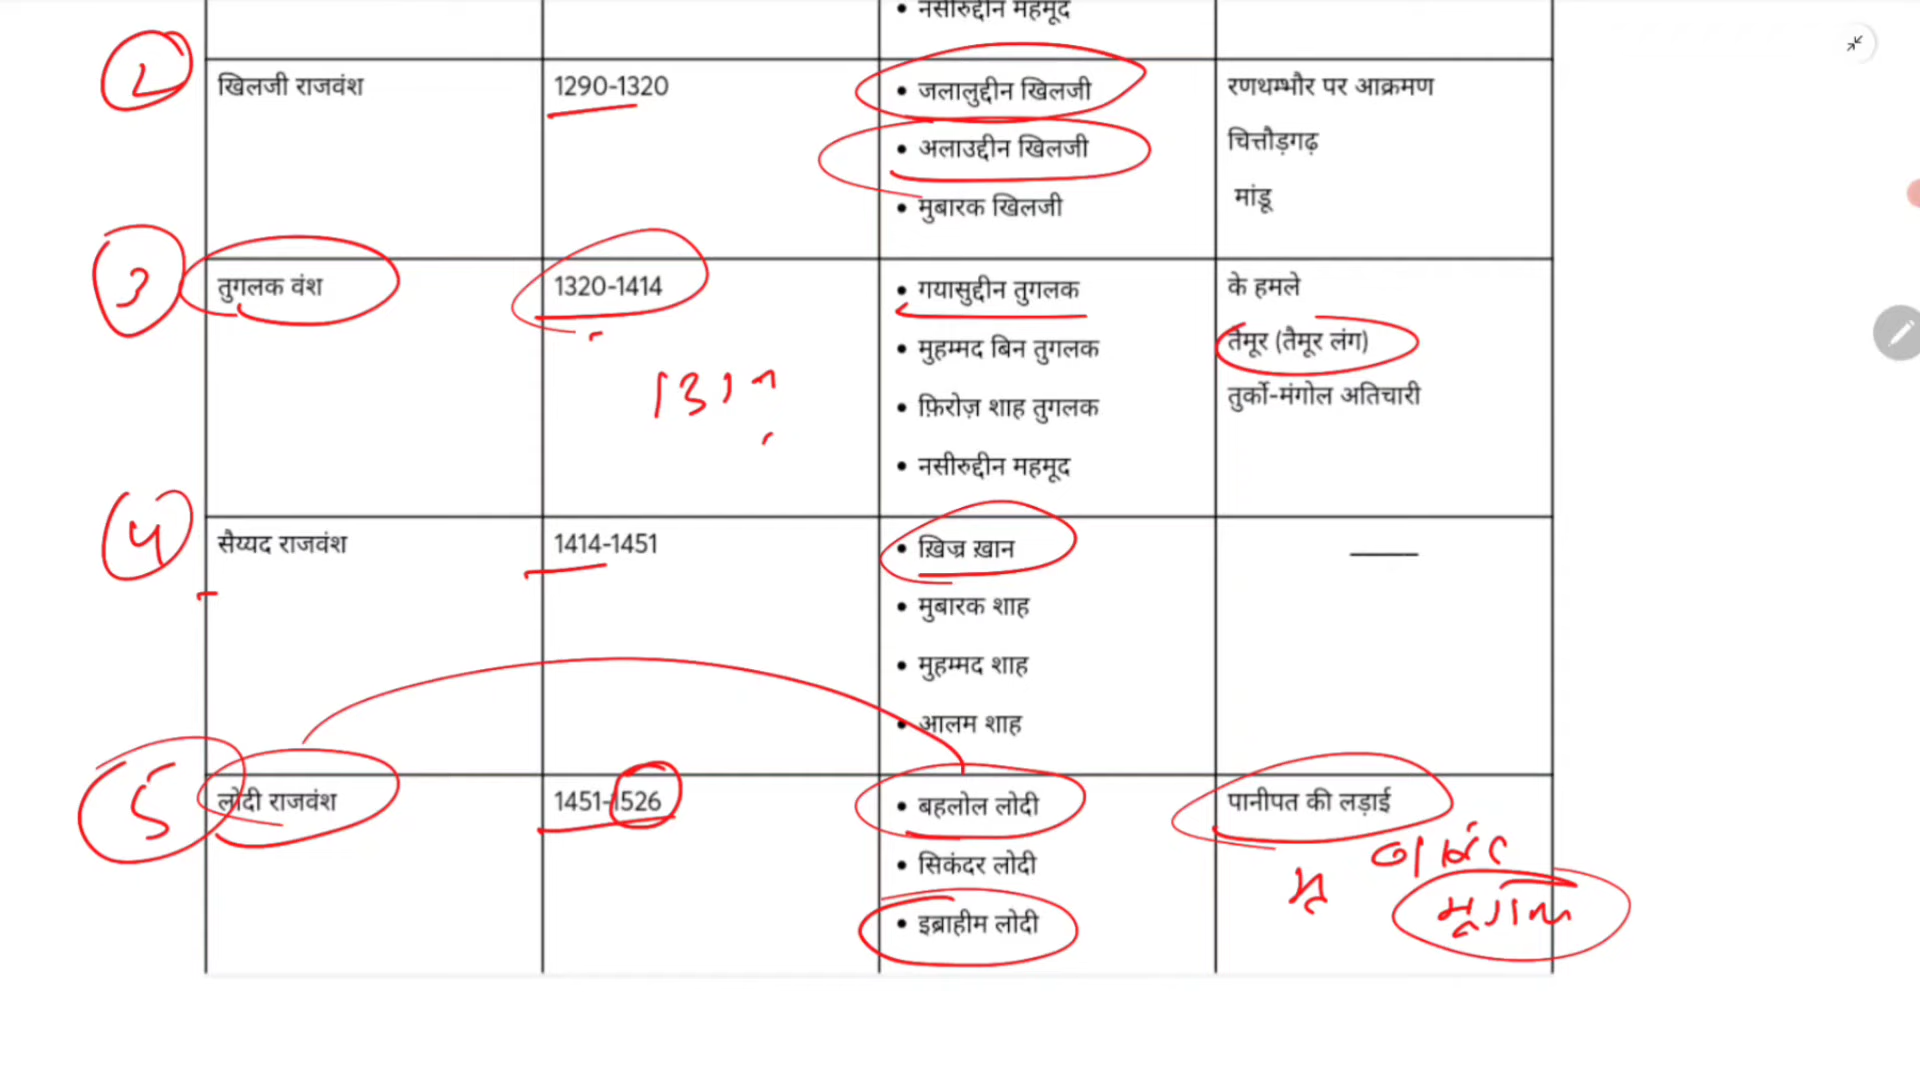 • नसीरुद्दीन महमूद
2
खिलजी राजवंश 1290-1320 • जलालुद्दीन खिलजी रणथम्भौर पर आक्रमण
• अलाउद्दीन खिलजी चित्तौड़गढ़
• मुबारक खिलजी मांडू
3
तुगलक वंश 1320-1414 • गयासुद्दीन तुगलक के हमले
• मुहम्मद बिन तुगलक तैमूर (तैमूर लंग)
• फ़िरोज़ शाह तुगलक तुर्को-मंगोल अतिचारी
• नसीरुद्दीन महमूद
4
सैय्यद राजवंश 1414-1451 • ख़िज्र ख़ान
• मुबारक शाह
• मुहम्मद शाह
• आलम शाह
5
लोदी राजवंश 1451-1526 • बहलोल लोदी पानीपत की लड़ाई
• सिकंदर लोदी
• इब्राहीम लोदी